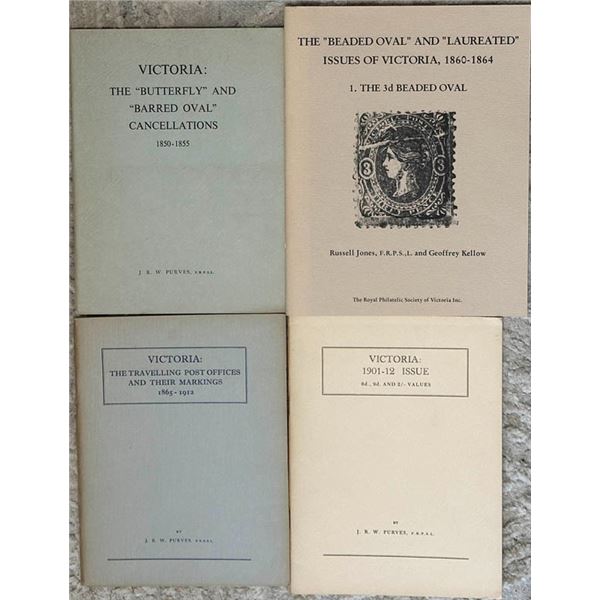 VICTORIA:
THE "BUTTERFLY" AND
"BARRED OVAL"
CANCELLATIONS
1850-1855
J. R. W. PURVES, F.R.P.S.L.
THE "BEADED OVAL" AND "LAUREATED"
ISSUES OF VICTORIA, 1860-1864
1. THE 3d BEADED OVAL
3
3
Russell Jones, F.R.P.S.,L. and Geoffrey Kellow
The Royal Philatelic Society of Victoria Inc.
VICTORIA:
THE TRAVELLING POST OFFICES
AND THEIR MARKINGS
1865-1912
BY
J. R. W. PURVES, F.R.P.S.L.
VICTORIA:
1901-12 ISSUE
6d., 9d. AND 2/- VALUES
BY
J. R. W. PURVES, F.R.P.S.L.